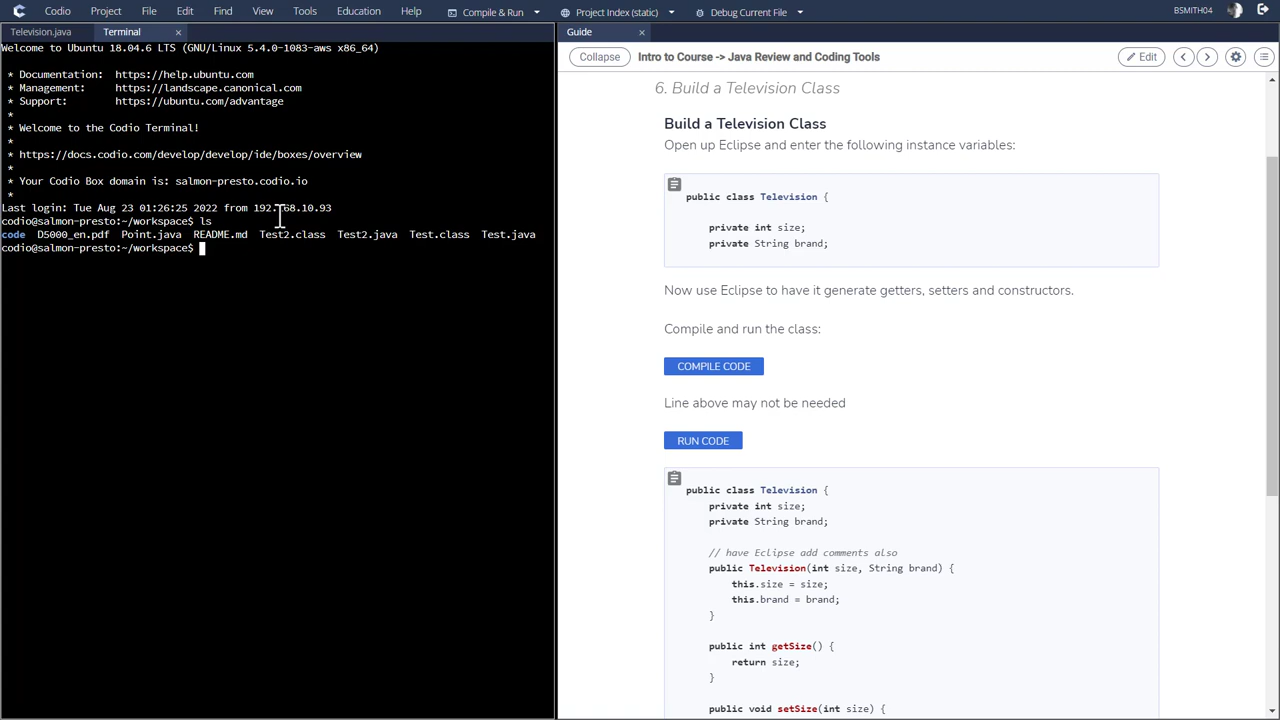 Codio Project File Edit Find View Tools Education Help Compile & Run Project Index (static) Debug Current File BSMITH04
Television.java Terminal ×
Welcome to Ubuntu 18.04.6 LTS (GNU/Linux 5.4.0-1083-aws x86_64)
* Documentation: https://help.ubuntu.com
* Management: https://landscape.canonical.com
* Support: https://ubuntu.com/advantage
*
* Welcome to the Codio Terminal!
*
* https://docs.codio.com/develop/develop/ide/boxes/overview
*
* Your Codio Box domain is: salmon-presto.codio.io
*
Last login: Tue Aug 23 01:26:25 2022 from 192.168.10.93
codio@salmon-presto:~/workspace$ ls
code D5000_en.pdf Point.java README.md Test2.class Test2.java Test.class Test.java
codio@salmon-presto:~/workspace$
Guide ×
Collapse Intro to Course -> Java Review and Coding Tools Edit
6. Build a Television Class
Build a Television Class
Open up Eclipse and enter the following instance variables:
public class Television {
private int size;
private String brand;
Now use Eclipse to have it generate getters, setters and constructors.
Compile and run the class:
COMPILE CODE
Line above may not be needed
RUN CODE
public class Television {
private int size;
private String brand;
// have Eclipse add comments also
public Television(int size, String brand) {
this.size = size;
this.brand = brand;
}
public int getSize() {
return size;
}
public void setSize(int size) {